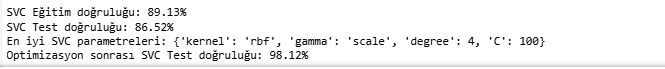 SVC Eğitim doğruluğu: 89.13%
SVC Test doğruluğu: 86.52%
En iyi SVC parametreleri: {'kernel': 'rbf', 'gamma': 'scale', 'degree': 4, 'C': 100}
Optimizasyon sonrası SVC Test doğruluğu: 98.12%